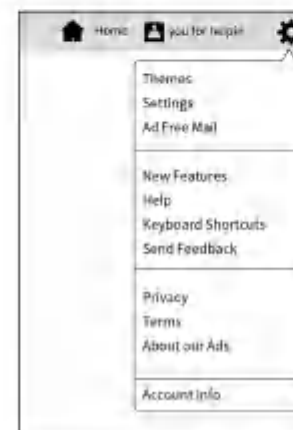 Home you for helpin
Themes
Settings
Ad Free Mail
New Features
Help
Keyboard Shortcuts
Send Feedback
Privacy
Terms
About our Ads
Account Info